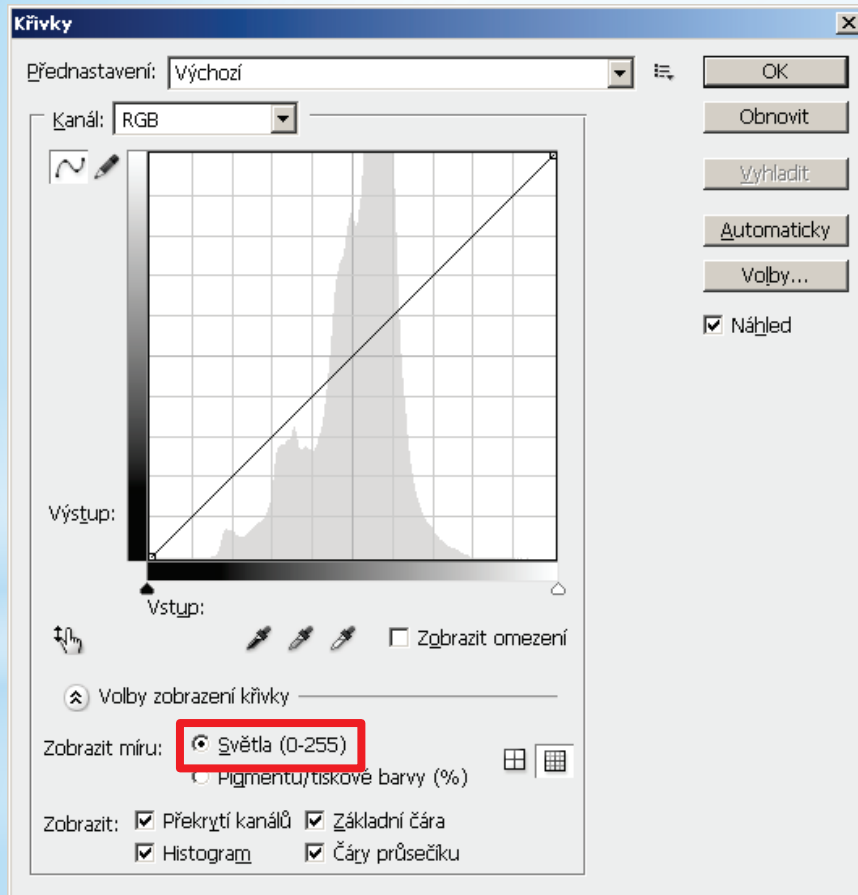 Křivky
Přednastavení: Výchozí
OK
Kanál: RGB
Obnovit
Vyhladit
Automaticky
Volby...
Náhled
Výstup:
Vstup:
Zobrazit omezení
Volby zobrazení křivky
Zobrazit míru: Světla (0-255)
Pigmentu/tiskové barvy (%)
Zobrazit: Překrytí kanálů Základní čára
Histogram Čáry průsečíku